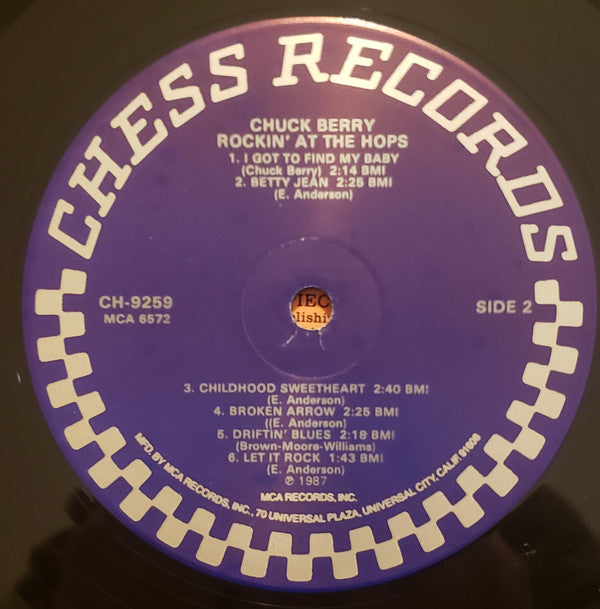 CHESS RECORDS
CHUCK BERRY
ROCKIN' AT THE HOPS
1. I GOT TO FIND MY BABY
(Chuck Berry) 2:14 BMI
2. BETTY JEAN 2:25 BMI
(E. Anderson)
CH-9259
MCA 6572
IEC
lishi
SIDE 2
3. CHILDHOOD SWEETHEART 2:40 BMI
(E. Anderson)
4. BROKEN ARROW 2:25 BMI
((E. Anderson)
5. DRIFTIN' BLUES 2:18 BMI
(Brown-Moore-Williams)
6. LET IT ROCK 1:43 BMI
(E. Anderson)
℗ 1987
MCA RECORDS, INC.
MFD. BY MCA RECORDS, INC., 70 UNIVERSAL PLAZA, UNIVERSAL CITY, CALIF 91608